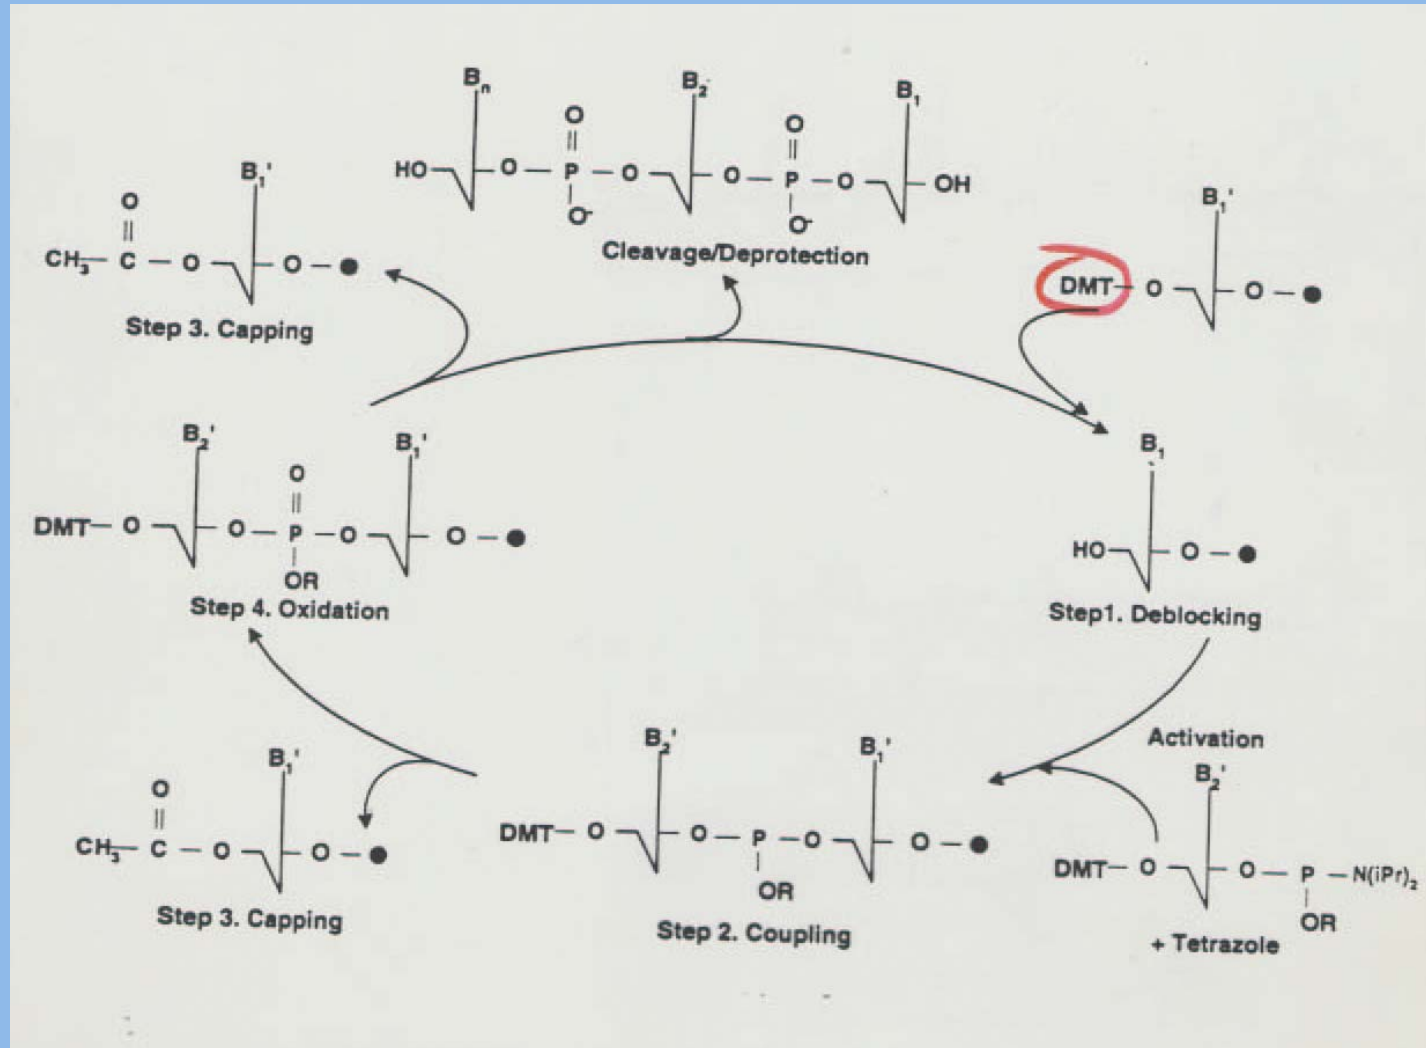 Bn
O
||
HO—O—P—O—
O-
B2
O
||
O—P—O—
O-
B1
OH
Cleavage/Deprotection
B1'
O
||
CH3—C—O—O—●
Step 3. Capping
B1'
DMT—O—O—●
B2'
B1'
O
||
DMT—O—O—P—O—O—●
OR
Step 4. Oxidation
B1
HO—O—●
Step1. Deblocking
Activation
B2'
DMT—O—O—P—N(iPr)2
OR
+ Tetrazole
B2'
B1'
DMT—O—O—P—O—O—●
OR
Step 2. Coupling
B1'
O
||
CH3—C—O—O—●
Step 3. Capping